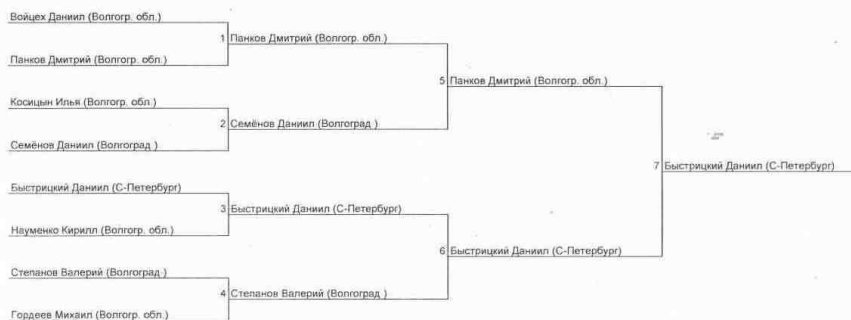 Войцех Даниил (Волгогр. обл.)
1 Панков Дмитрий (Волгогр. обл.)
Панков Дмитрий (Волгогр. обл.)
5 Панков Дмитрий (Волгогр. обл.)
Косицын Илья (Волгогр. обл.)
2 Семёнов Даниил (Волгоград )
Семёнов Даниил (Волгоград )
7 Быстрицкий Даниил (С-Петербург)
Быстрицкий Даниил (С-Петербург)
3 Быстрицкий Даниил (С-Петербург)
Науменко Кирилл (Волгогр. обл.)
6 Быстрицкий Даниил (С-Петербург)
Степанов Валерий (Волгоград )
4 Степанов Валерий (Волгоград )
Гордеев Михаил (Волгогр. обл.)